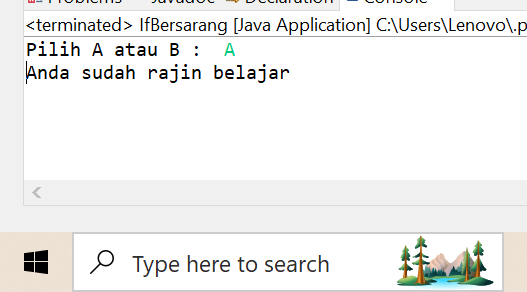 Problems Javadoc Declaration Console
<terminated> IfBersarang [Java Application] C:\Users\Lenovo\.p
Pilih A atau B : A
Anda sudah rajin belajar
Type here to search